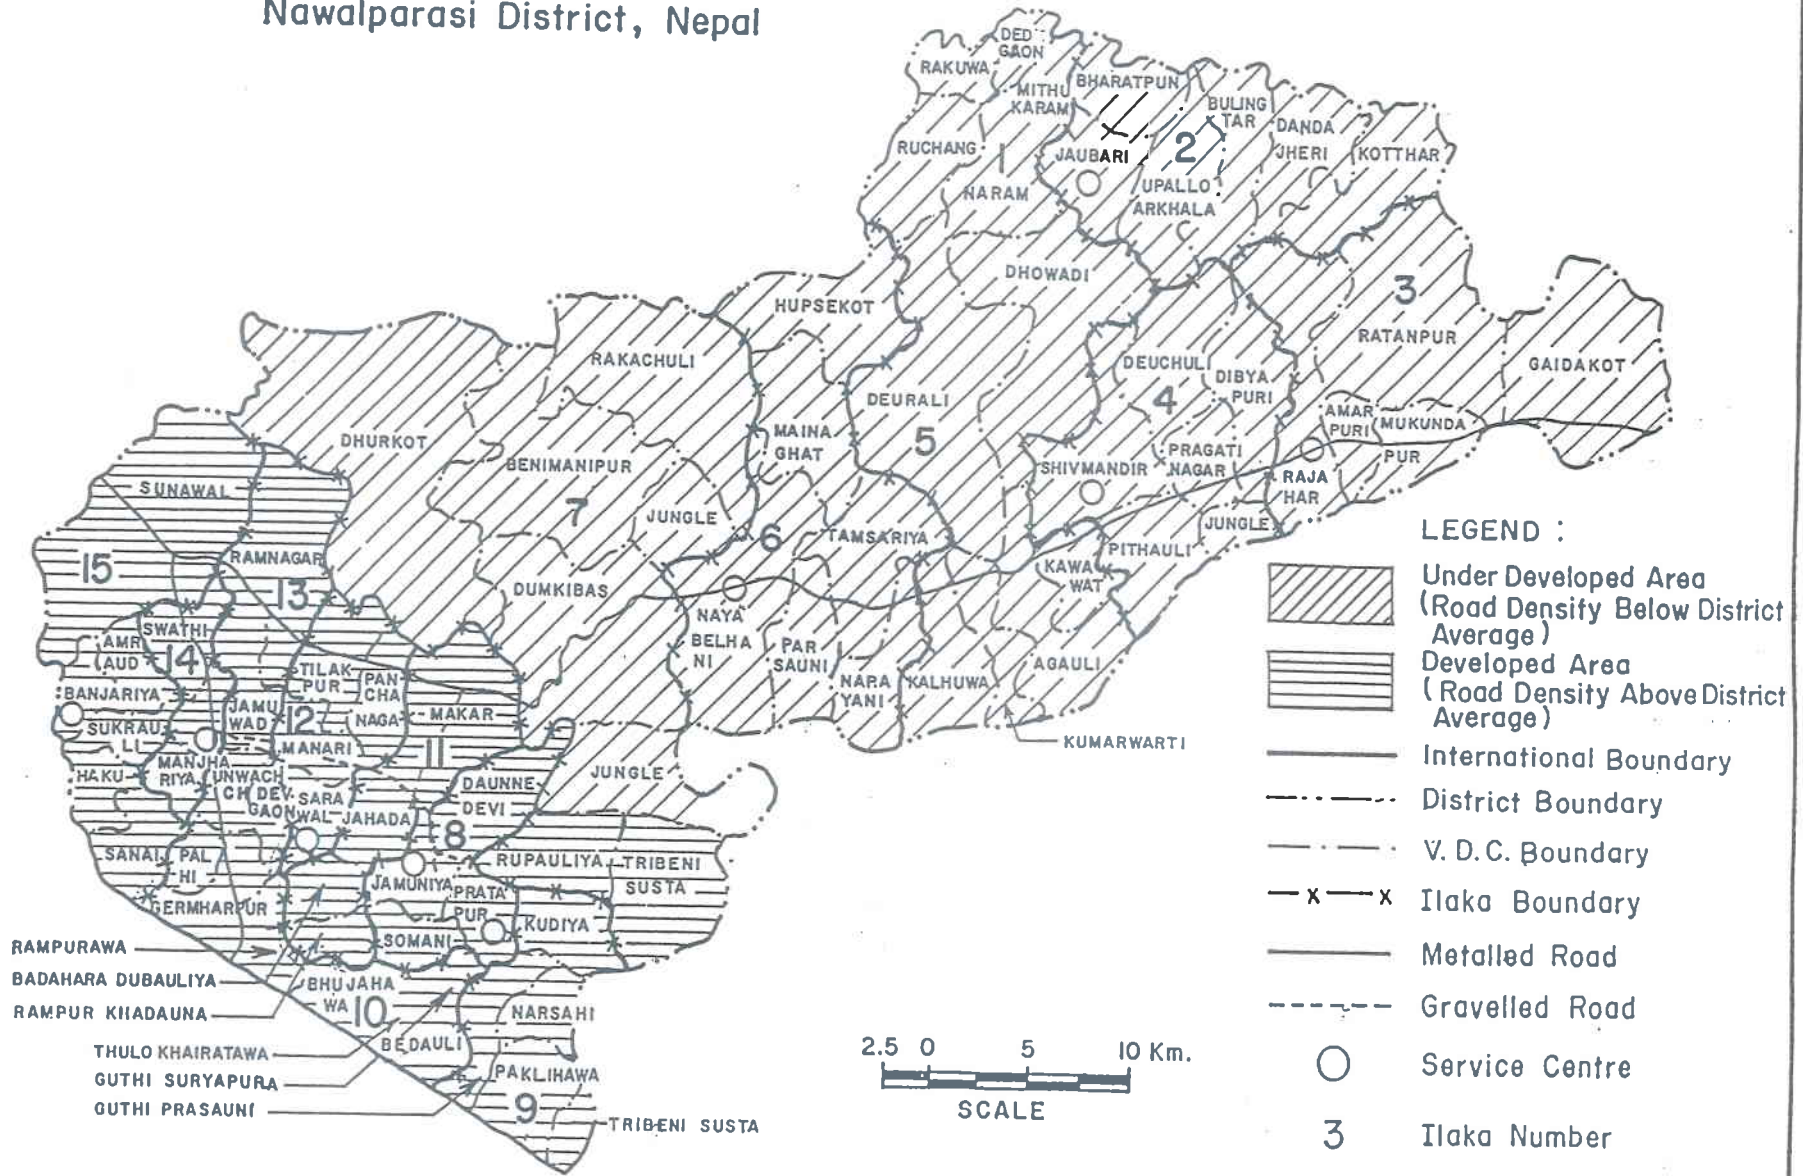 Nawalparasi District, Nepal
DED
GAON
RAKUWA
MITHU
KARAM
BHARATPUN
BULING
TAR
DANDA
JHERI
KOTTHAR
RUCHANG
1
JAUBARI
2
NARAM
UPALLO
ARKHALA
DHOWADI
3
HUPSEKOT
RATANPUR
GAIDAKOT
RAKACHULI
DEUCHULI
DIBYA
PURI
DEURALI
4
AMAR
PURI
MUKUNDA
PUR
DHURKOT
MAINA
GHAT
5
BENIMANIPUR
SHIVMANDIR
PRAGATI
NAGAR
RAJA
HAR
SUNAWAL
7
JUNGLE
6
TAMSARIYA
JUNGLE
PITHAULI
KAWA
WAT
15
RAMNAGAR
13
DUMKIBAS
NAYA
BELHA
NI
PAR
SAUNI
NARA
YANI
KALHUWA
AGAULI
KUMARWARTI
SWATHI
AMR
AUD
14
TILAK
PUR
PAN
CHA
NAGA
BANJARIYA
JAMU
WAD
12
MAKAR
SUKRAU
LI
MANARI
11
HAKU
MANJHA
RIYA
UNWACH
CH DEV
GAON
SARA
WAL
JAHADA
DAUNNE
DEVI
JUNGLE
8
SANAI
PAL
HI
RUPAULIYA
TRIBENI
SUSTA
JAMUNIYA
PRATA
PUR
GERMHARPUR
KUDIYA
SOMANI
RAMPURAWA
BADAHARA DUBAULIYA
RAMPUR KHADAUNA
BHUJAHA
WA
10
NARSAHI
BEDAULI
THULO KHAIRATAWA
GUTHI SURYAPURA
GUTHI PRASAUNI
PAKLIHAWA
9
TRIBENI SUSTA
2.5 0 5 10 Km.
SCALE
LEGEND :
Under Developed Area
(Road Density Below District
Average)
Developed Area
(Road Density Above District
Average)
International Boundary
District Boundary
V. D. C. Boundary
Ilaka Boundary
Metalled Road
Gravelled Road
Service Centre
3 Ilaka Number